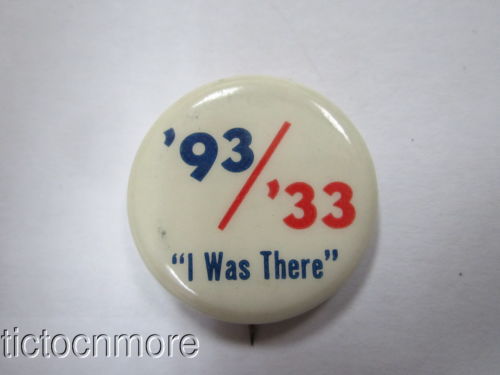 '93/'33
"I Was There"
tictocnmore